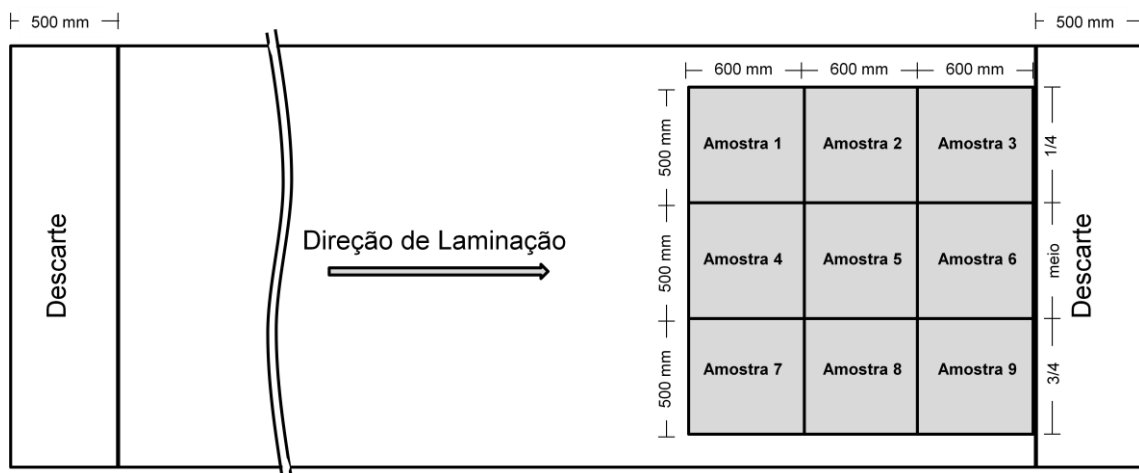 500 mm
500 mm
600 mm
600 mm
600 mm
500 mm
Amostra 1
Amostra 2
Amostra 3
1/4
Descarte
Direção de Laminação
500 mm
Amostra 4
Amostra 5
Amostra 6
meio
Descarte
500 mm
Amostra 7
Amostra 8
Amostra 9
3/4